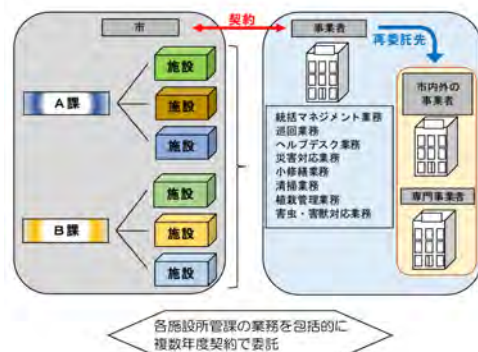 市
契約
事業者
再委託先
A課
施設
施設
施設
B課
施設
施設
施設
統括マネジメント業務
巡回業務
ヘルプデスク業務
災害対応業務
小修繕業務
清掃業務
植栽管理業務
害虫・害獣対応業務
市内外の
事業者
専門事業者
各施設所管課の業務を包括的に
複数年度契約で委託